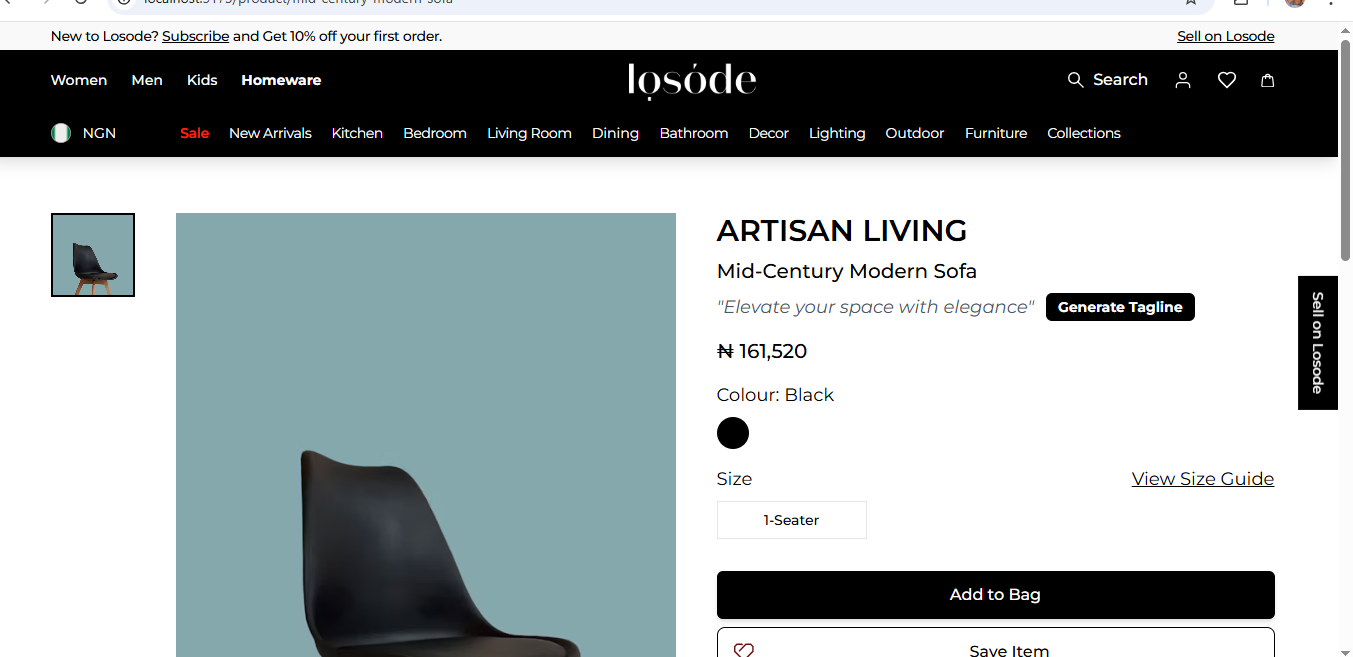 localhost:5173/product/mid-century-modern-sofa
New to Losode? Subscribe and Get 10% off your first order.
Sell on Losode
Women Men Kids Homeware
lọsóde
Search
NGN
Sale New Arrivals Kitchen Bedroom Living Room Dining Bathroom Decor Lighting Outdoor Furniture Collections
ARTISAN LIVING
Mid-Century Modern Sofa
"Elevate your space with elegance" Generate Tagline
₦ 161,520
Colour: Black
Size
View Size Guide
1-Seater
Add to Bag
Save Item
Sell on Losode